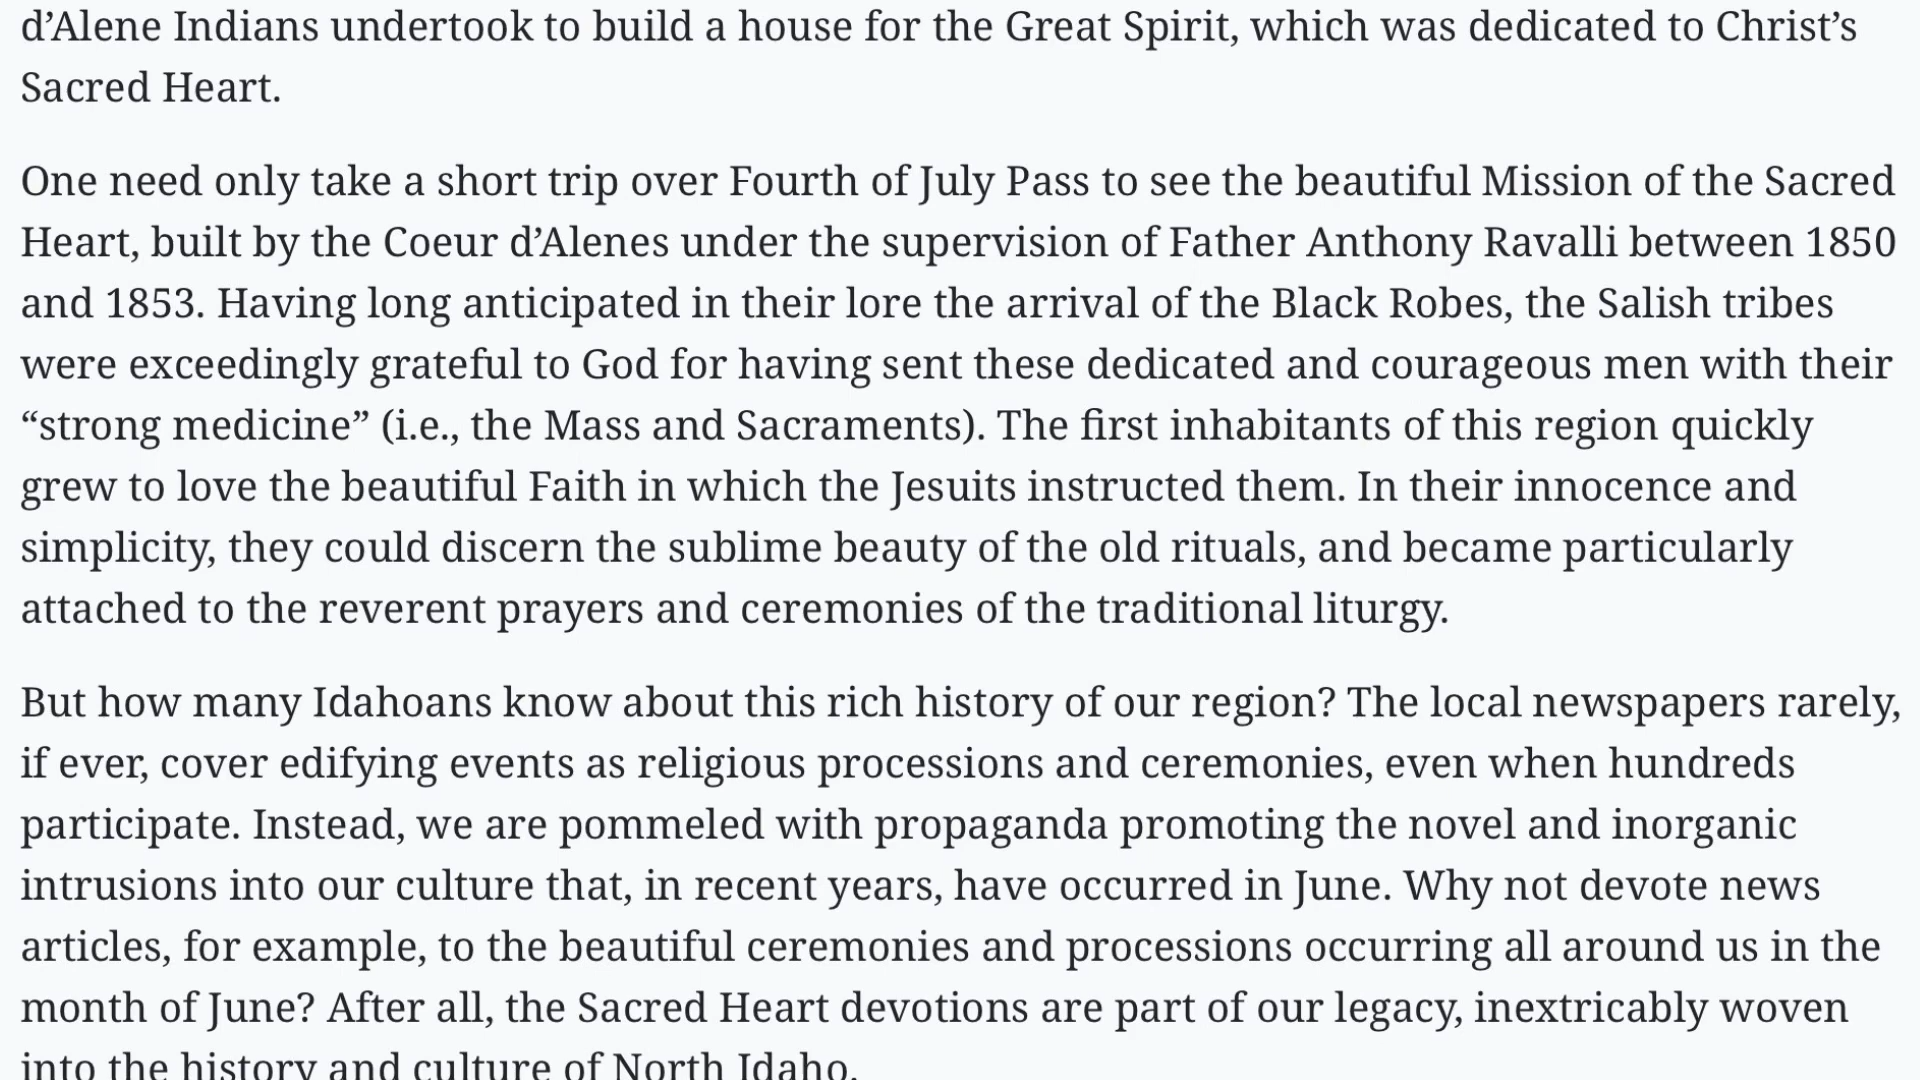 d’Alene Indians undertook to build a house for the Great Spirit, which was dedicated to Christ’s
Sacred Heart.
One need only take a short trip over Fourth of July Pass to see the beautiful Mission of the Sacred
Heart, built by the Coeur d’Alenes under the supervision of Father Anthony Ravalli between 1850
and 1853. Having long anticipated in their lore the arrival of the Black Robes, the Salish tribes
were exceedingly grateful to God for having sent these dedicated and courageous men with their
“strong medicine” (i.e., the Mass and Sacraments). The first inhabitants of this region quickly
grew to love the beautiful Faith in which the Jesuits instructed them. In their innocence and
simplicity, they could discern the sublime beauty of the old rituals, and became particularly
attached to the reverent prayers and ceremonies of the traditional liturgy.
But how many Idahoans know about this rich history of our region? The local newspapers rarely,
if ever, cover edifying events as religious processions and ceremonies, even when hundreds
participate. Instead, we are pommeled with propaganda promoting the novel and inorganic
intrusions into our culture that, in recent years, have occurred in June. Why not devote news
articles, for example, to the beautiful ceremonies and processions occurring all around us in the
month of June? After all, the Sacred Heart devotions are part of our legacy, inextricably woven
into the history and culture of North Idaho.